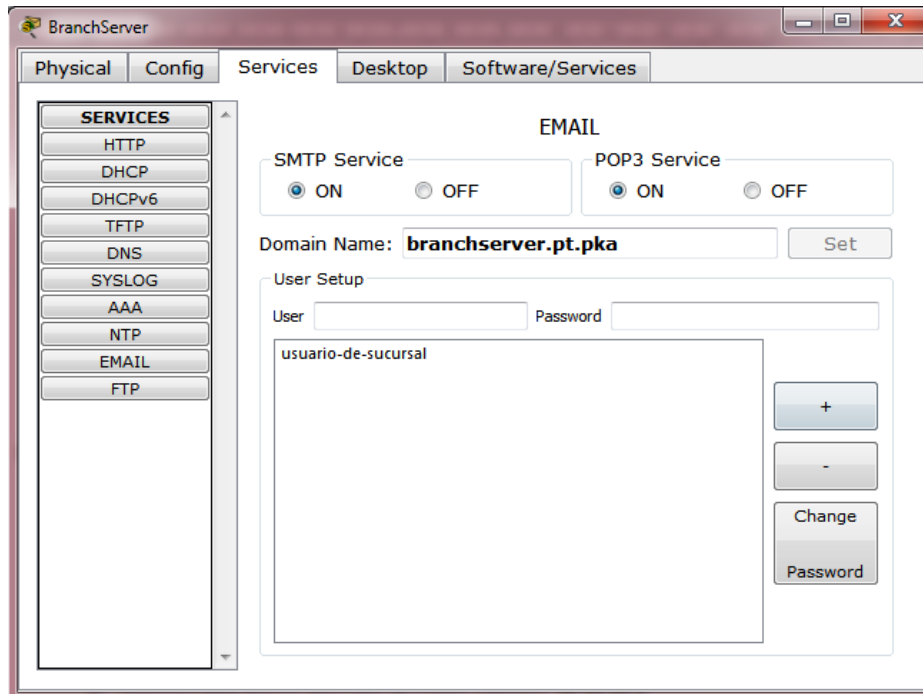 BranchServer
Physical Config Services Desktop Software/Services
SERVICES
HTTP
DHCP
DHCPv6
TFTP
DNS
SYSLOG
AAA
NTP
EMAIL
FTP
EMAIL
SMTP Service
ON OFF
POP3 Service
ON OFF
Domain Name: branchserver.pt.pka Set
User Setup
User Password
usuario-de-sucursal
+
-
Change
Password